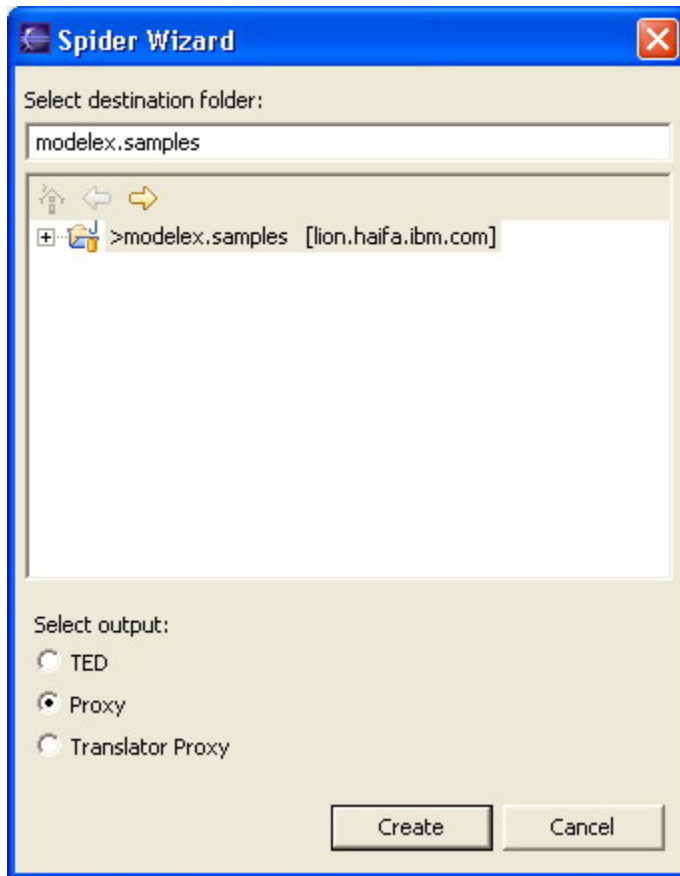 Spider Wizard
Select destination folder:
modelex.samples
>modelex.samples [lion.haifa.ibm.com]
Select output:
TED
Proxy
Translator Proxy
Create Cancel